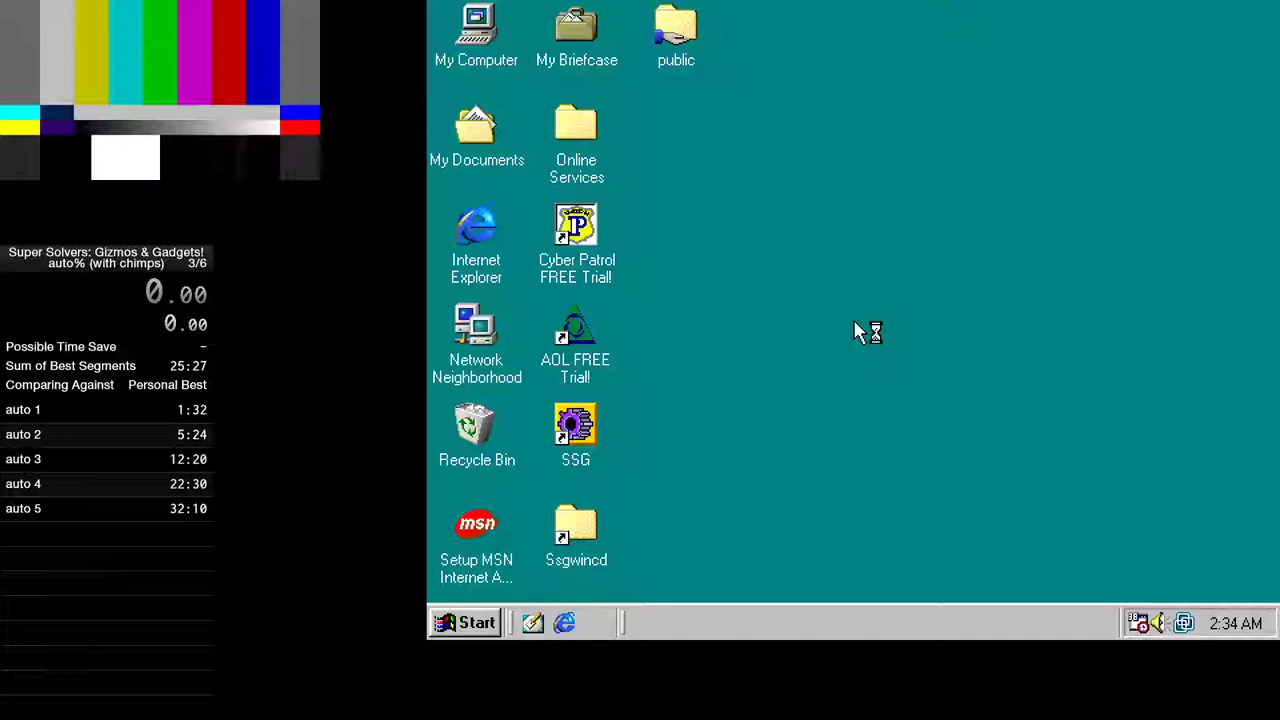 Super Solvers: Gizmos & Gadgets!
auto% (with chimps) 3/6
0.00
0.00
Possible Time Save -
Sum of Best Segments 25:27
Comparing Against Personal Best
auto 1 1:32
auto 2 5:24
auto 3 12:20
auto 4 22:30
auto 5 32:10
My Computer
My Briefcase
public
My Documents
Online
Services
Internet
Explorer
Cyber Patrol
FREE Trial!
Network
Neighborhood
AOL FREE
Trial!
Recycle Bin
SSG
msn
Setup MSN
Internet A...
Ssgwincd
Start
2:34 AM